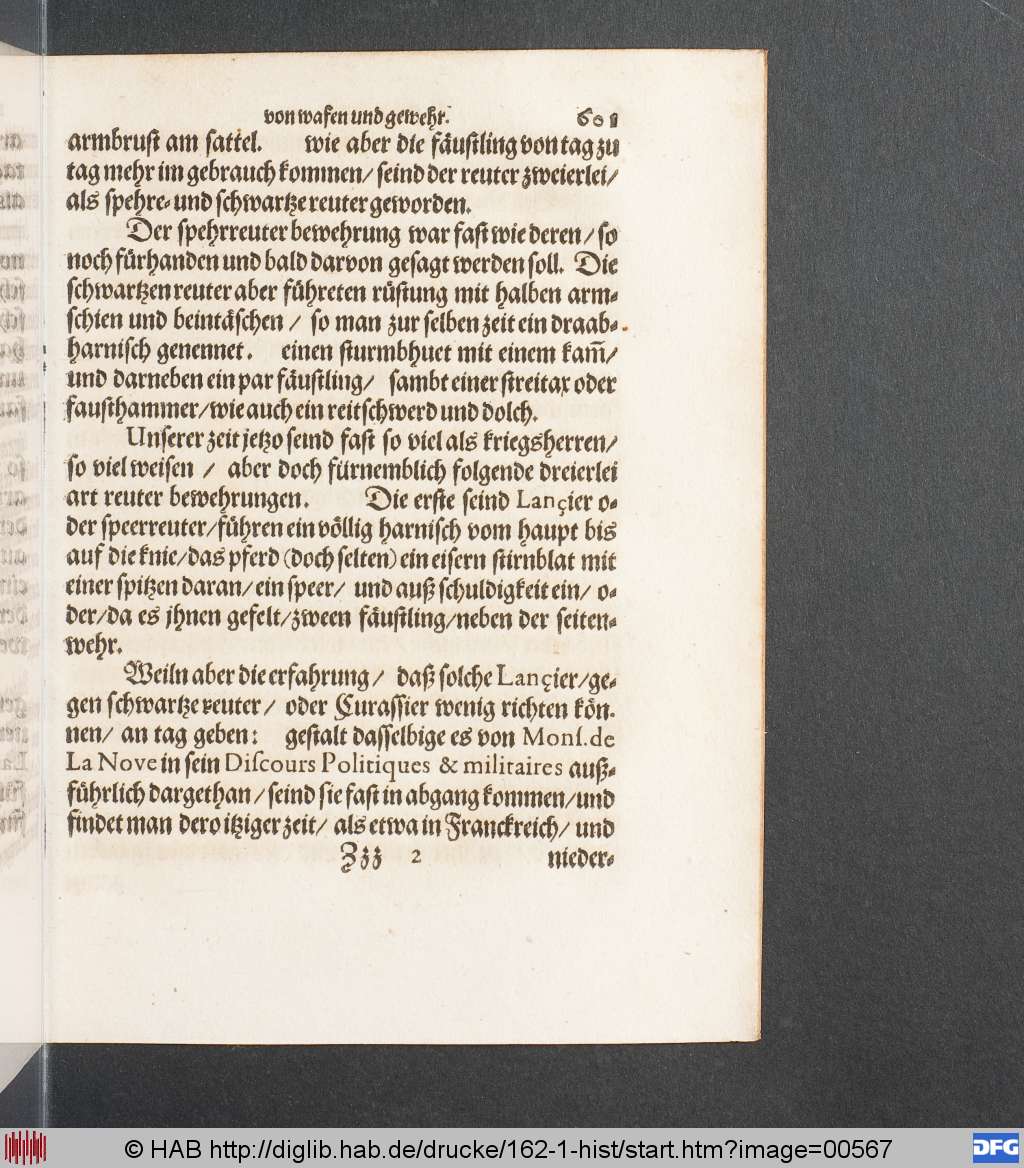 von wafen und gewehr. 601
armbrust am sattel. wie aber die fäustling von tag zu
tag mehr im gebrauch kommen/ seind der reuter zweierlei/
als spehre- und schwartze reuter geworden.
Der spehrreuter bewehrung war fast wie deren/ so
noch fürhanden und bald darvon gesagt werden soll. Die
schwartzen reuter aber führeten rüstung mit halben arm-
schien und beintäschen / so man zur selben zeit ein draab-
harnisch genennet. einen sturmbhuet mit einem kam̄/
und darneben ein par fäustling/ sambt einer streitax oder
fausthammer/ wie auch ein reitschwerd und dolch.
Unserer zeit jetzo seind fast so viel als kriegsherren/
so viel weisen / aber doch fürnemblich folgende dreierlei
art reuter bewehrungen. Die erste seind Lançier o-
der speerreuter/ führen ein völlig harnisch vom haupt bis
auf die knie/ das pferd (doch selten) ein eisern stirnblat mit
einer spitzen daran/ ein speer/ und auß schuldigkeit ein/ o-
der/ da es jhnen gefelt/ zween fäustling/ neben der seiten-
wehr.
Weiln aber die erfahrung/ daß solche Lançier/ ge-
gen schwartze reuter/ oder Curassier wenig richten kön.
nen/ an tag geben: gestalt dasselbige es von Monſ. de
La Nove in sein Diſcours Politiques & militaires auß-
führlich dargethan/ seind sie fast in abgang kommen/ und
findet man dero itziger zeit/ als etwa in Franckreich/ und
Zzz 2 nieder-
© HAB http://diglib.hab.de/drucke/162-1-hist/start.htm?image=00567
DFG